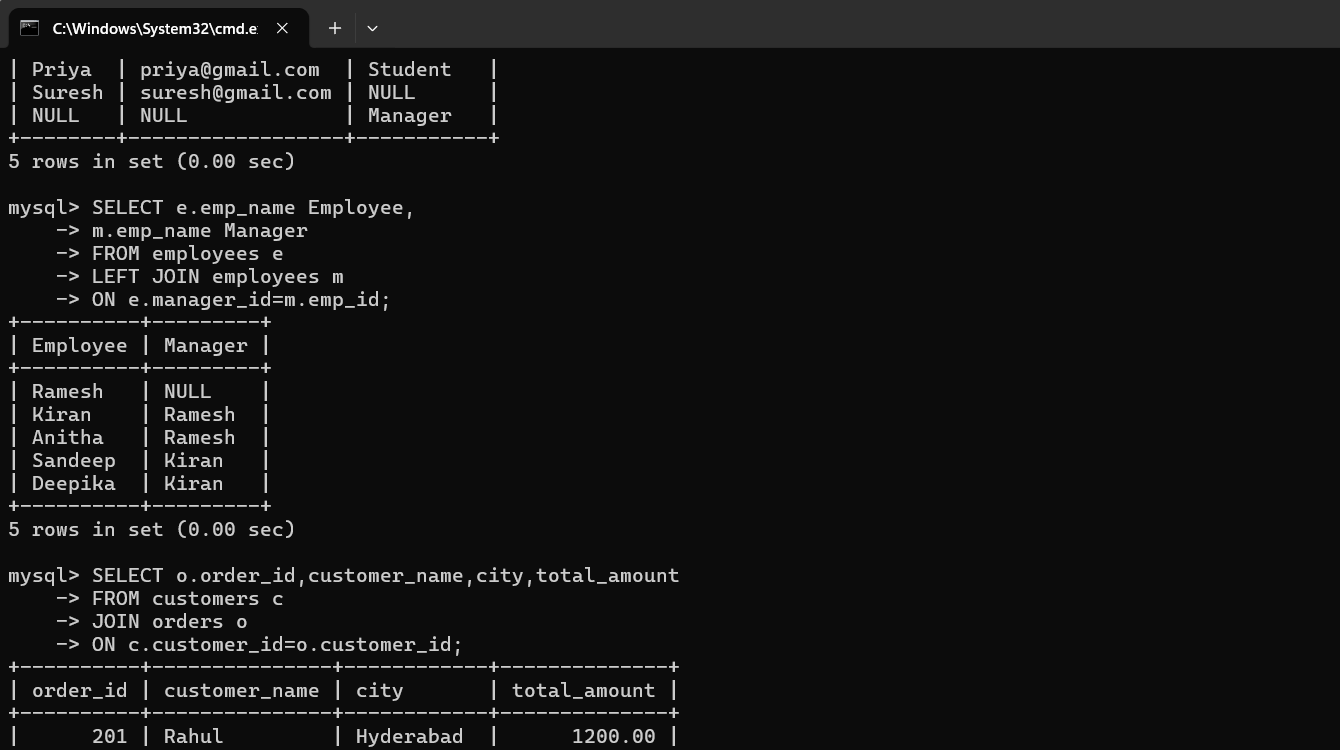 C:\Windows\System32\cmd.e
| Priya  | priya@gmail.com  | Student   |
| Suresh | suresh@gmail.com | NULL      |
| NULL   | NULL             | Manager   |
+--------+------------------+-----------+
5 rows in set (0.00 sec)
mysql> SELECT e.emp_name Employee,
    -> m.emp_name Manager
    -> FROM employees e
    -> LEFT JOIN employees m
    -> ON e.manager_id=m.emp_id;
+----------+---------+
| Employee | Manager |
+----------+---------+
| Ramesh   | NULL    |
| Kiran    | Ramesh  |
| Anitha   | Ramesh  |
| Sandeep  | Kiran   |
| Deepika  | Kiran   |
+----------+---------+
5 rows in set (0.00 sec)
mysql> SELECT o.order_id,customer_name,city,total_amount
    -> FROM customers c
    -> JOIN orders o
    -> ON c.customer_id=o.customer_id;
+----------+---------------+------------+--------------+
| order_id | customer_name | city       | total_amount |
+----------+---------------+------------+--------------+
|      201 | Rahul         | Hyderabad  |      1200.00 |